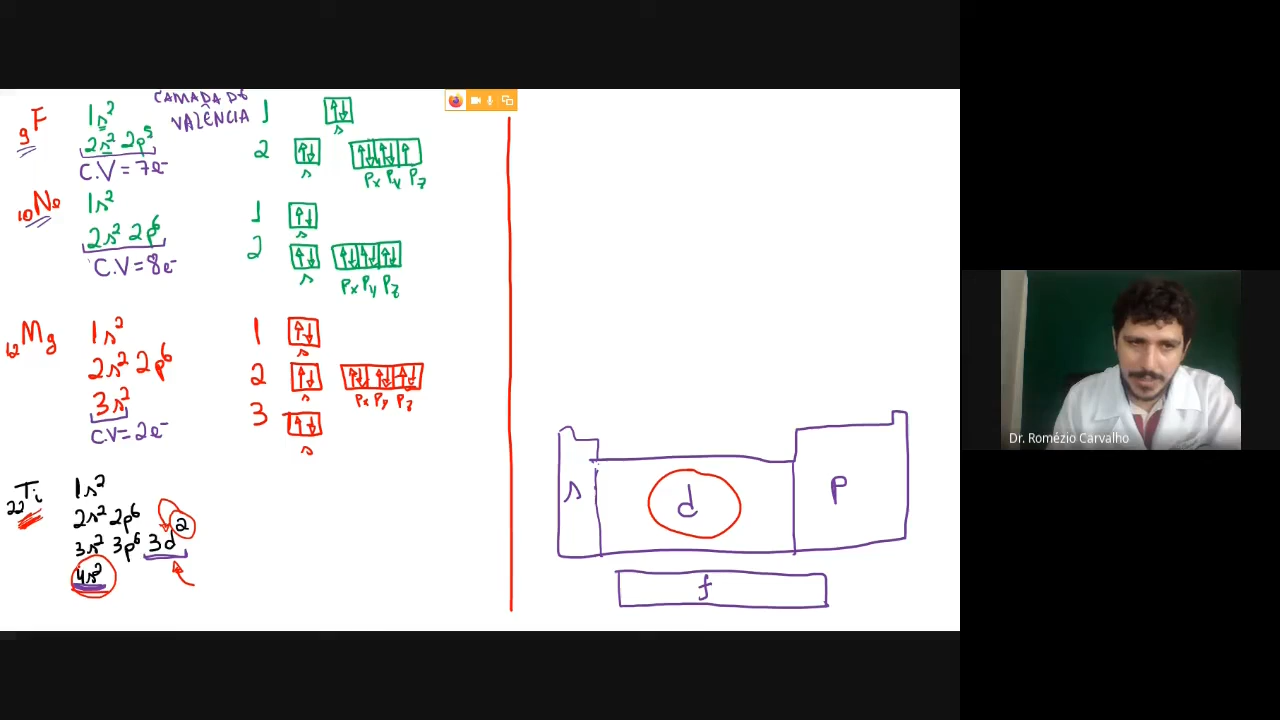 CAMADA DE
VALÊNCIA
9F 1s² 1 s
2s² 2p⁵ 2 s Px Py Pz
C.V = 7e-
10Ne 1s² 1 s
2s² 2p⁶ 2 s Px Py Pz
C.V = 8e-
12Mg 1s² 1 s
2s² 2p⁶ 2 s Px Py Pz
3s² 3 s
C.V = 2e-
22Ti 1s²
2s² 2p⁶
3s² 3p⁶ 3d²
4s²
s d p
f
Dr. Romézio Carvalho